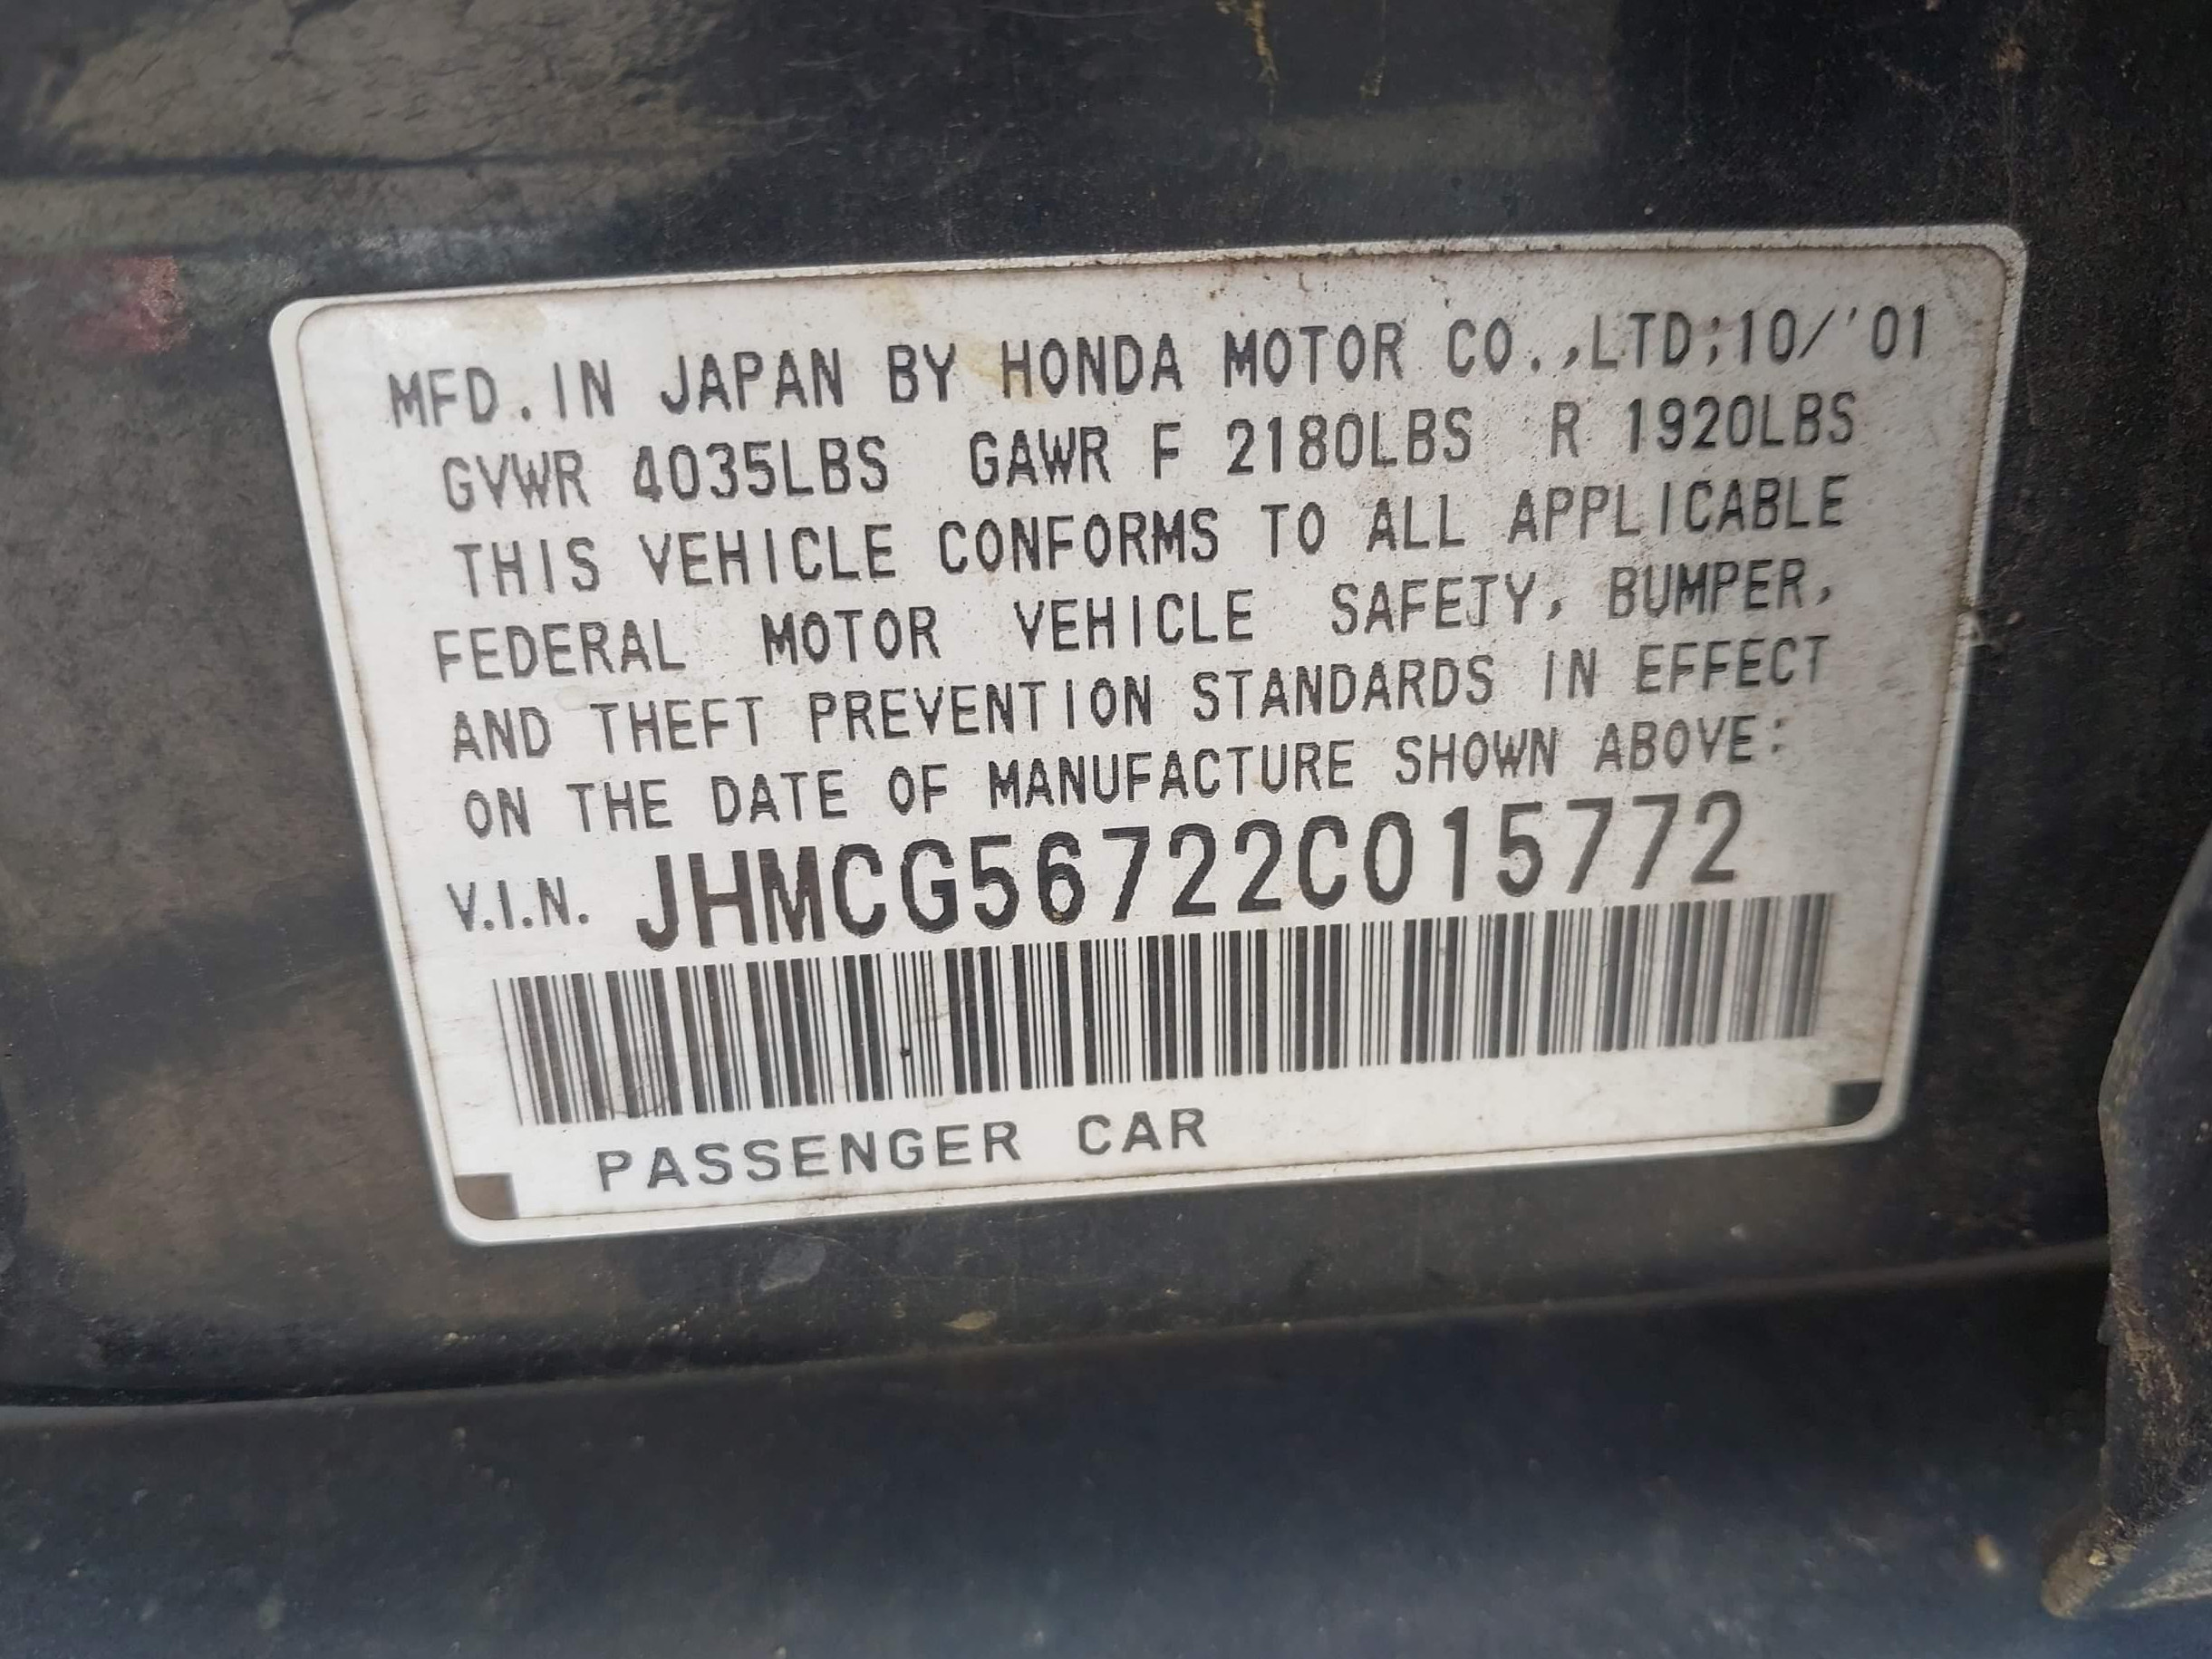 MFD.IN JAPAN BY HONDA MOTOR CO.,LTD;10/'01
GVWR 4035LBS GAWR F 2180LBS R 1920LBS
THIS VEHICLE CONFORMS TO ALL APPLICABLE
FEDERAL MOTOR VEHICLE SAFETY, BUMPER,
AND THEFT PREVENTION STANDARDS IN EFFECT
ON THE DATE OF MANUFACTURE SHOWN ABOVE:
V.I.N. JHMCG56722C015772
PASSENGER CAR